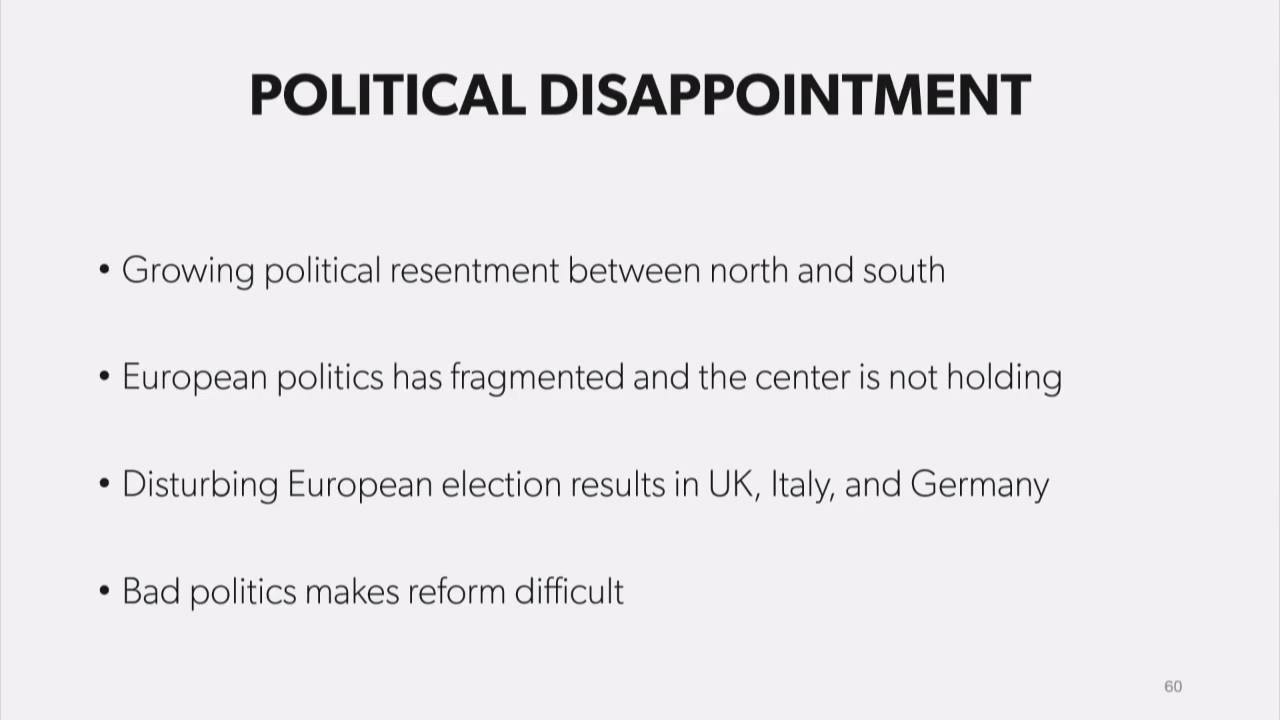 POLITICAL DISAPPOINTMENT
• Growing political resentment between north and south
• European politics has fragmented and the center is not holding
• Disturbing European election results in UK, Italy, and Germany
• Bad politics makes reform difficult
60